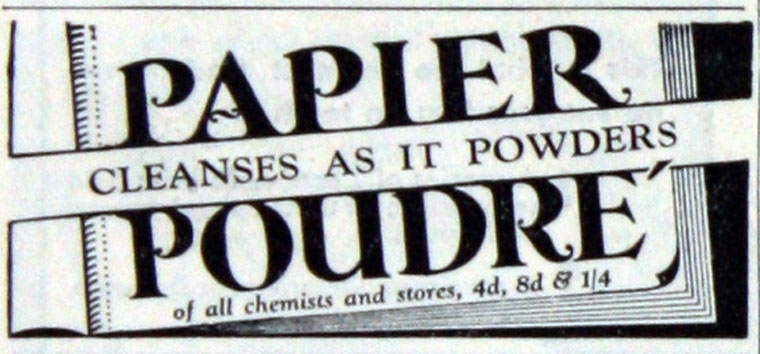 PAPIER
CLEANSES AS IT POWDERS
POUDRÉ
of all chemists and stores, 4d, 8d & 1/4